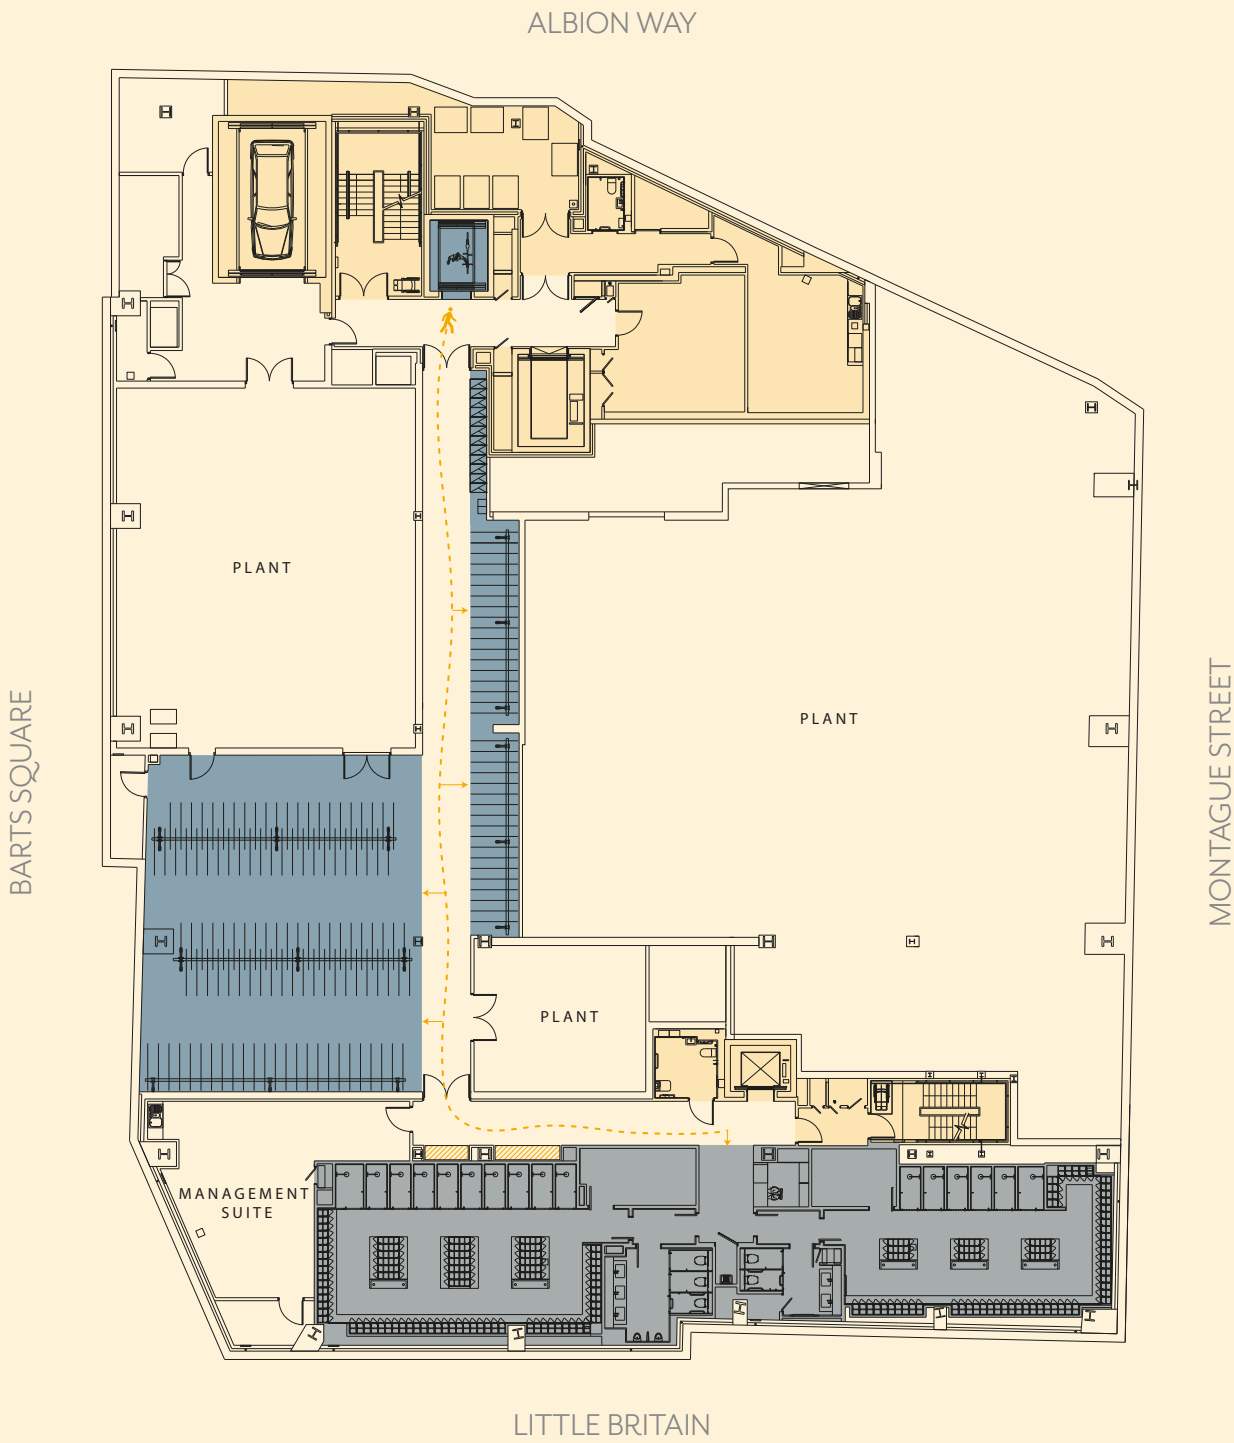 ALBION WAY
PLANT
BARTS SQUARE
MONTAGUE STREET
PLANT
PLANT
MANAGEMENT
SUITE
LITTLE BRITAIN